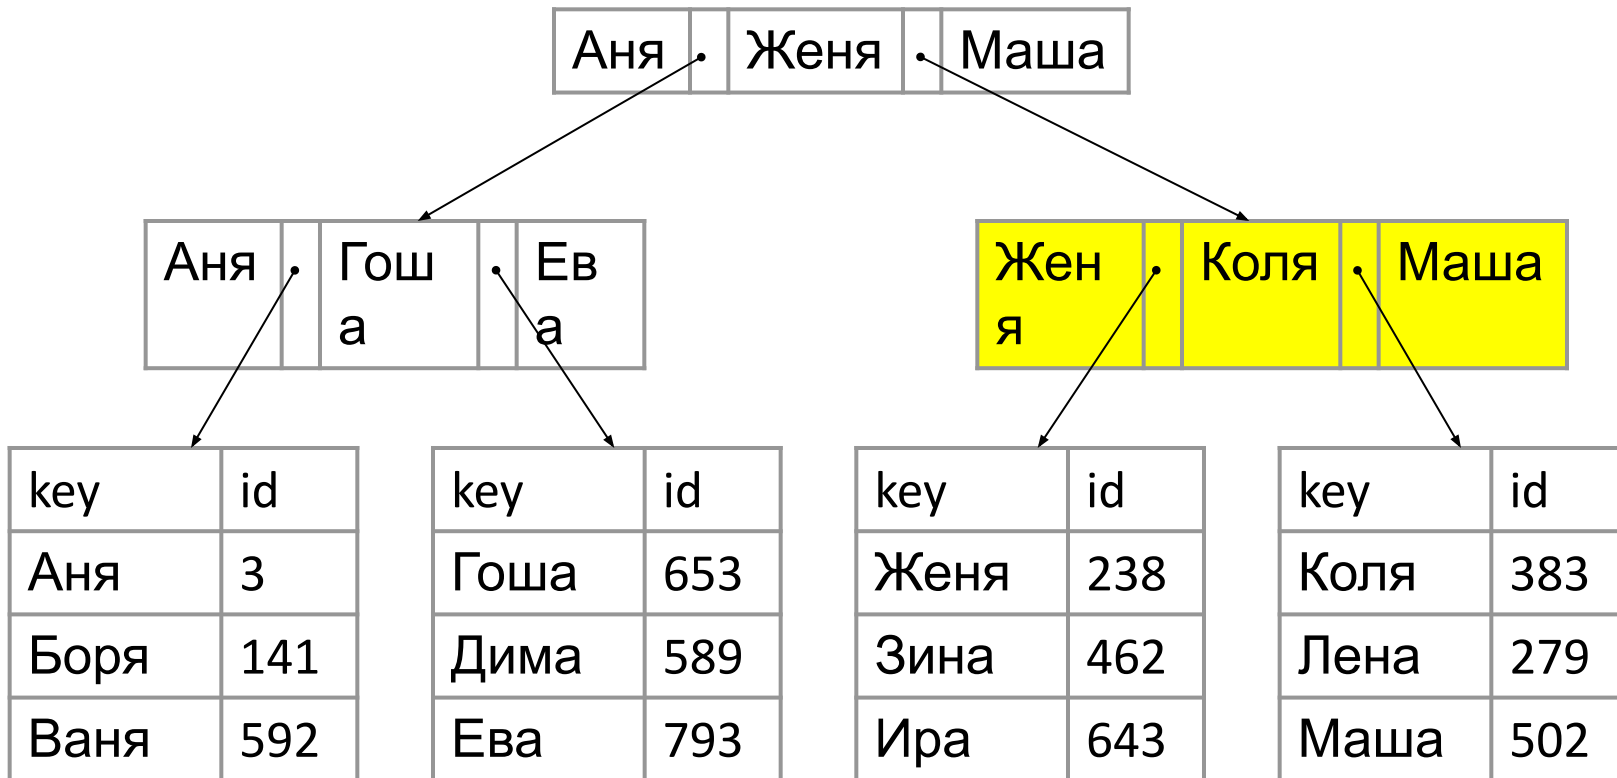 Аня Женя Маша
Аня Гош Ев
а а
Жен Коля Маша
я
key id
Аня 3
Боря 141
Ваня 592
key id
Гоша 653
Дима 589
Ева 793
key id
Женя 238
Зина 462
Ира 643
key id
Коля 383
Лена 279
Маша 502